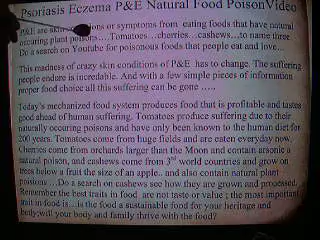 Psoriasis Eczema P&E Natural Food Poison Video
P&E are skin or symptoms from eating foods that have natural
occuring plant poisons....Tomatoes...cherries...cashews...to name three
Do a search on Youtube for poisonous foods that people eat and love...
This madness of crazy skin conditions of P&E has to change. The suffering
people endure is incredable. And with a few simple pieces of information
proper food choice all this suffering can be gone .....
Today's mechanized food system produces food that is profitable and tastes
good ahead of human suffering. Tomatoes produce suffering due to their
naturally occuring poisons and have only been known to the human diet for
200 years. Tomatoes come from huge fields and are eaten everyday now.
Cherries come from orchards larger than the Moon and contain arsonic a
natural poison, and cashews come from 3rd world countries and grow on
trees below a fruit the size of an apple.. and also contain natural plant
poisions....Do a search on cashews see how they are grown and processed.
Remember the best traits in food are not taste or value ; the most important
trait in food is....is the food a sustainable food for your heritage and
body;will your body and family thrive with the food?